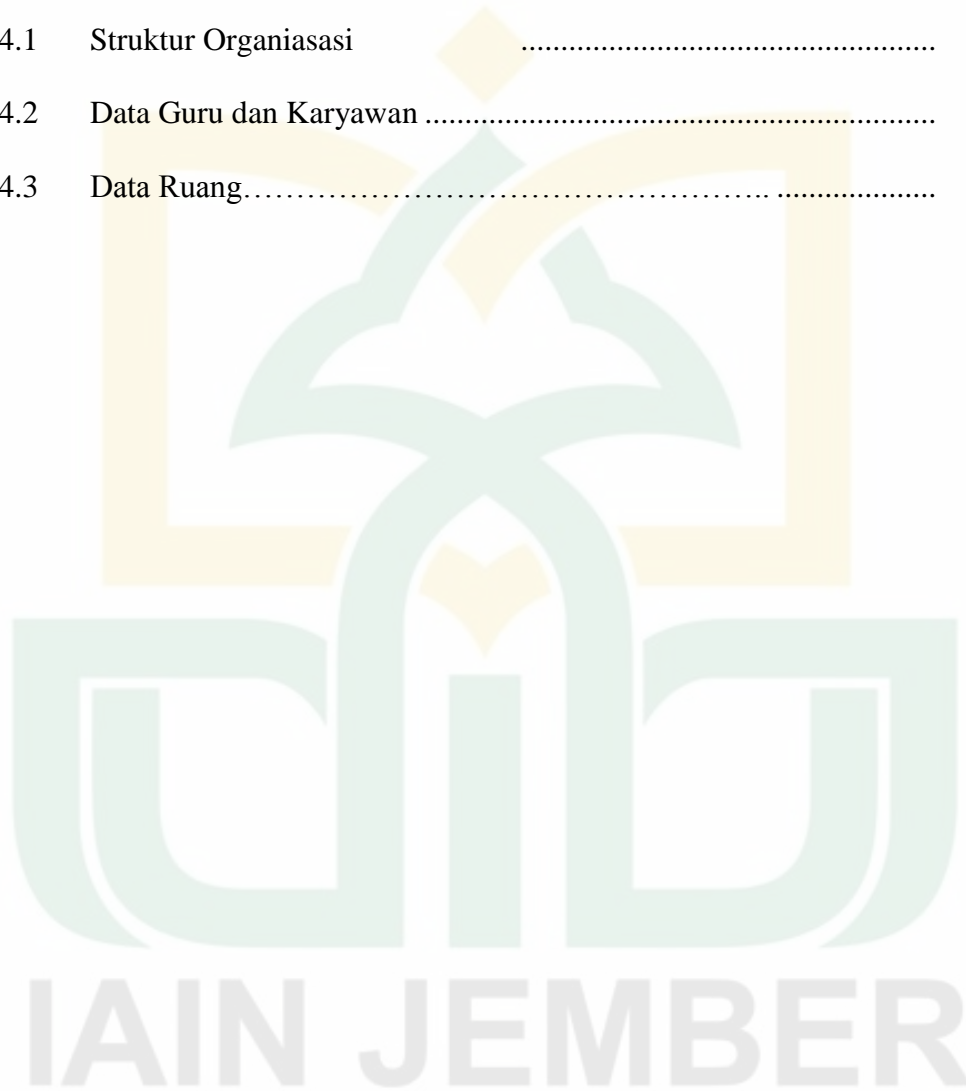 4.1 Struktur Organiasasi ...................................................
4.2 Data Guru dan Karyawan ...............................................................
4.3 Data Ruang…………………………………………. ....................
IAIN JEMBER